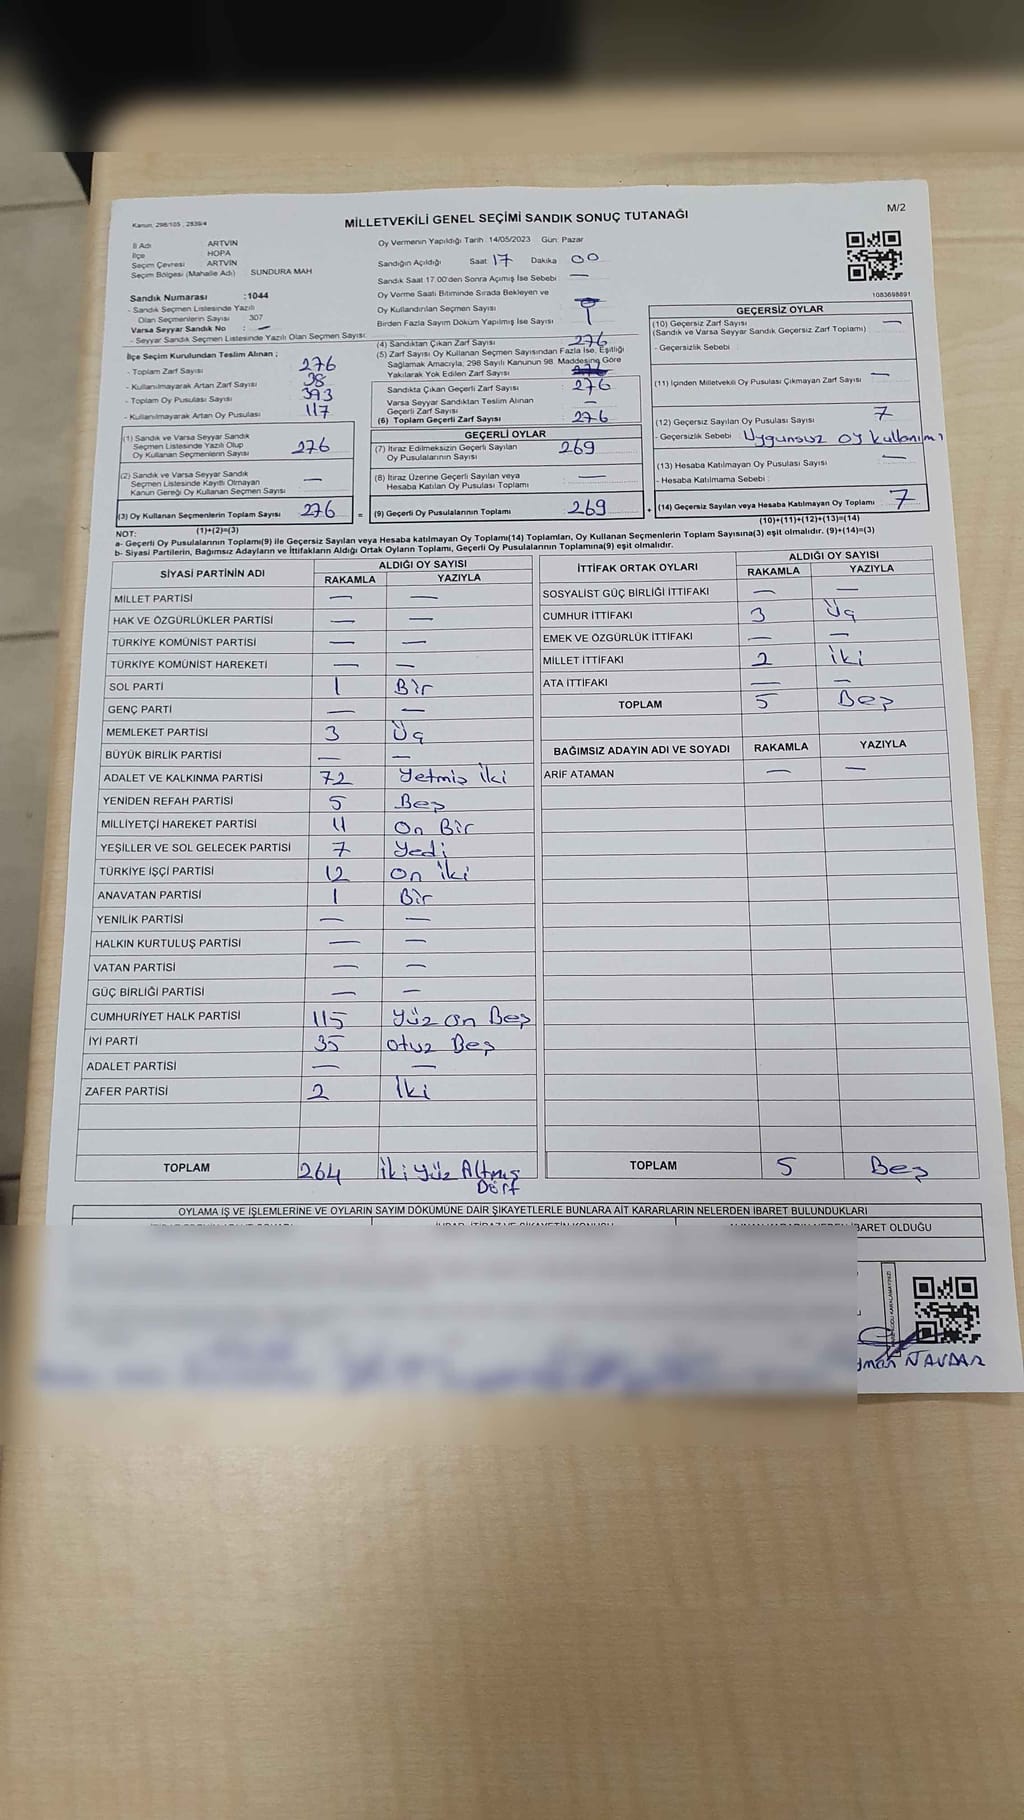 Kanun; 298/105 ; 2839/4
MİLLETVEKİLİ GENEL SEÇİMİ SANDIK SONUÇ TUTANAĞI
M/2
İl Adı ARTVİN
İlçe HOPA
Seçim Çevresi ARTVİN
Seçim Bölgesi (Mahalle Adı) SUNDURA MAH
Oy Vermenin Yapıldığı Tarih 14/05/2023 Gün: Pazar
Sandığın Açıldığı Saat 17 Dakika 00
Sandık Saat 17.00'den Sonra Açımış İse Sebebi —
Oy Verme Saati Bitiminde Sırada Bekleyen ve
Oy Kullandırılan Seçmen Sayısı
Birden Fazla Sayım Döküm Yapılmış İse Sayısı
Sandık Numarası : 1044
- Sandık Seçmen Listesinde Yazılı
Olan Seçmenlerin Sayısı 307
Varsa Seyyar Sandık No : —
- Seyyar Sandık Seçmen Listesinde Yazılı Olan Seçmen Sayısı:
İlçe Seçim Kurulundan Teslim Alınan ;
- Toplam Zarf Sayısı 276
- Kullanılmayarak Artan Zarf Sayısı 38
- Toplam Oy Pusulası Sayısı 393
- Kullanılmayarak Artan Oy Pusulası 117
(1) Sandık ve Varsa Seyyar Sandık
Seçmen Listesinde Yazılı Olup
Oy Kullanan Seçmenlerin Sayısı 276
(2) Sandık ve Varsa Seyyar Sandık
Seçmen Listesinde Kayıtlı Olmayan
Kanun Gereği Oy Kullanan Seçmen Sayısı —
(3) Oy Kullanan Seçmenlerin Toplam Sayısı 276 =
(1)+(2)=(3)
(4) Sandıktan Çıkan Zarf Sayısı 276
(5) Zarf Sayısı Oy Kullanan Seçmen Sayısından Fazla İse, Eşitliği
Sağlamak Amacıyla, 298 Sayılı Kanunun 98. Maddesine Göre
Yakılarak Yok Edilen Zarf Sayısı
Sandıkta Çıkan Geçerli Zarf Sayısı 276
Varsa Seyyar Sandıktan Teslim Alınan
Geçerli Zarf Sayısı —
(6) Toplam Geçerli Zarf Sayısı 276
GEÇERLİ OYLAR
(7) İtiraz Edilmeksizin Geçerli Sayılan
Oy Pusulalarının Sayısı 269
(8) İtiraz Üzerine Geçerli Sayılan veya
Hesaba Katılan Oy Pusulası Toplamı —
(9) Geçerli Oy Pusulalarının Toplamı 269 +
1083698891
GEÇERSİZ OYLAR
(10) Geçersiz Zarf Sayısı —
(Sandık ve Varsa Seyyar Sandık Geçersiz Zarf Toplamı)
- Geçersizlik Sebebi
(11) İçinden Milletvekili Oy Pusulası Çıkmayan Zarf Sayısı —
(12) Geçersiz Sayılan Oy Pusulası Sayısı 7
- Geçersizlik Sebebi : Uygunsuz oy kullanımı
(13) Hesaba Katılmayan Oy Pusulası Sayısı —
- Hesaba Katılmama Sebebi :
(14) Geçersiz Sayılan veya Hesaba Katılmayan Oy Toplamı 7
(10)+(11)+(12)+(13)=(14)
NOT:
a- Geçerli Oy Pusulalarının Toplamı(9) ile Geçersiz Sayılan veya Hesaba katılmayan Oy Toplamı(14) Toplamları, Oy Kullanan Seçmenlerin Toplam Sayısına(3) eşit olmalıdır. (9)+(14)=(3)
b- Siyasi Partilerin, Bağımsız Adayların ve İttifakların Aldığı Ortak Oyların Toplamı, Geçerli Oy Pusulalarının Toplamına(9) eşit olmalıdır.
SİYASİ PARTİNİN ADI ALDIĞI OY SAYISI
RAKAMLA YAZIYLA
MİLLET PARTİSİ — —
HAK VE ÖZGÜRLÜKLER PARTİSİ — —
TÜRKİYE KOMÜNİST PARTİSİ — —
TÜRKİYE KOMÜNİST HAREKETİ — —
SOL PARTİ 1 Bir
GENÇ PARTİ — —
MEMLEKET PARTİSİ 3 Üç
BÜYÜK BİRLİK PARTİSİ — —
ADALET VE KALKINMA PARTİSİ 72 Yetmiş İki
YENİDEN REFAH PARTİSİ 5 Beş
MİLLİYETÇİ HAREKET PARTİSİ 11 On Bir
YEŞİLLER VE SOL GELECEK PARTİSİ 7 Yedi
TÜRKİYE İŞÇİ PARTİSİ 12 On iki
ANAVATAN PARTİSİ 1 Bir
YENİLİK PARTİSİ — —
HALKIN KURTULUŞ PARTİSİ — —
VATAN PARTİSİ — —
GÜÇ BİRLİĞİ PARTİSİ — —
CUMHURİYET HALK PARTİSİ 115 Yüz on Beş
İYİ PARTİ 35 Otuz Beş
ADALET PARTİSİ — —
ZAFER PARTİSİ 2 İki
TOPLAM 264 İki Yüz Altmış
Dört
İTTİFAK ORTAK OYLARI ALDIĞI OY SAYISI
RAKAMLA YAZIYLA
SOSYALİST GÜÇ BİRLİĞİ İTTİFAKI — —
CUMHUR İTTİFAKI 3 Üç
EMEK VE ÖZGÜRLÜK İTTİFAKI — —
MİLLET İTTİFAKI 2 İki
ATA İTTİFAKI — —
TOPLAM 5 Beş
BAĞIMSIZ ADAYIN ADI VE SOYADI RAKAMLA YAZIYLA
ARİF ATAMAN — —
TOPLAM 5 Beş
OYLAMA İŞ VE İŞLEMLERİNE VE OYLARIN SAYIM DÖKÜMÜNE DAİR ŞİKAYETLERLE BUNLARA AİT KARARLARIN NELERDEN İBARET BULUNDUKLARI
İBARET OLDUĞU